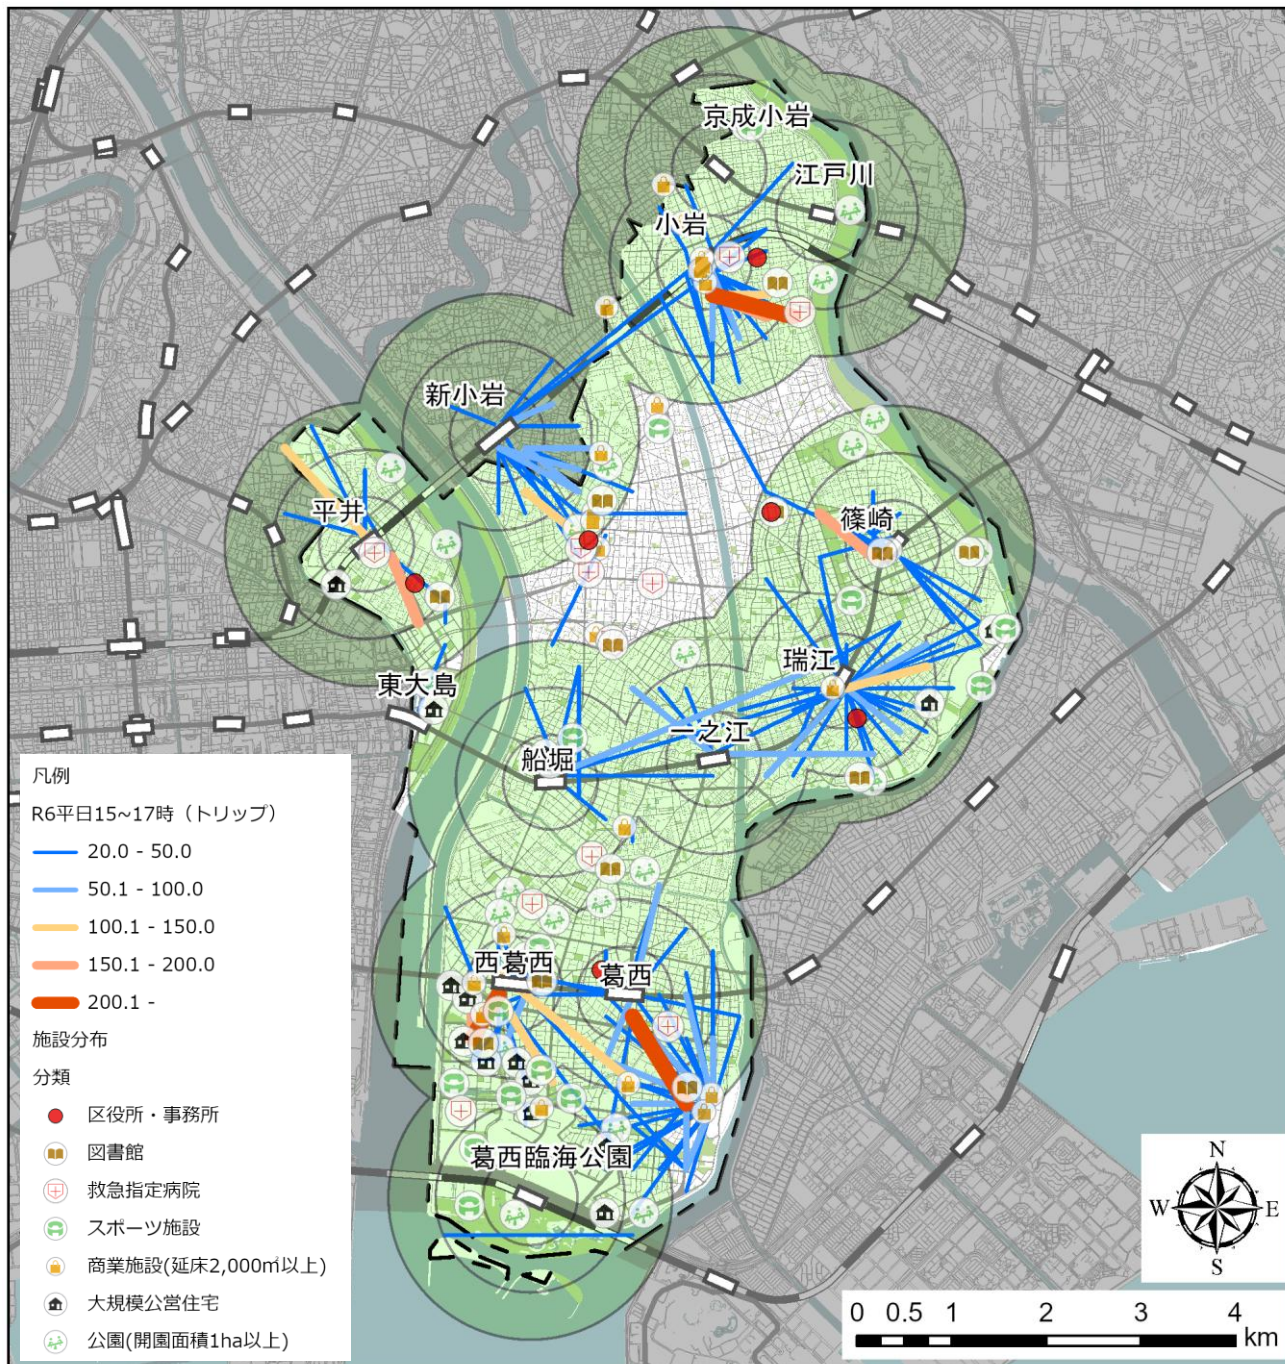 京成小岩
江戸川
小岩
新小岩
平井
篠崎
瑞江
東大島
一之江
船堀
西葛西
葛西
葛西臨海公園
凡例
R6平日15~17時（トリップ）
20.0 - 50.0
50.1 - 100.0
100.1 - 150.0
150.1 - 200.0
200.1 -
施設分布
分類
区役所・事務所
図書館
救急指定病院
スポーツ施設
商業施設(延床2,000㎡以上)
大規模公営住宅
公園(開園面積1ha以上)
N
W
E
S
0 0.5 1 2 3 4
km